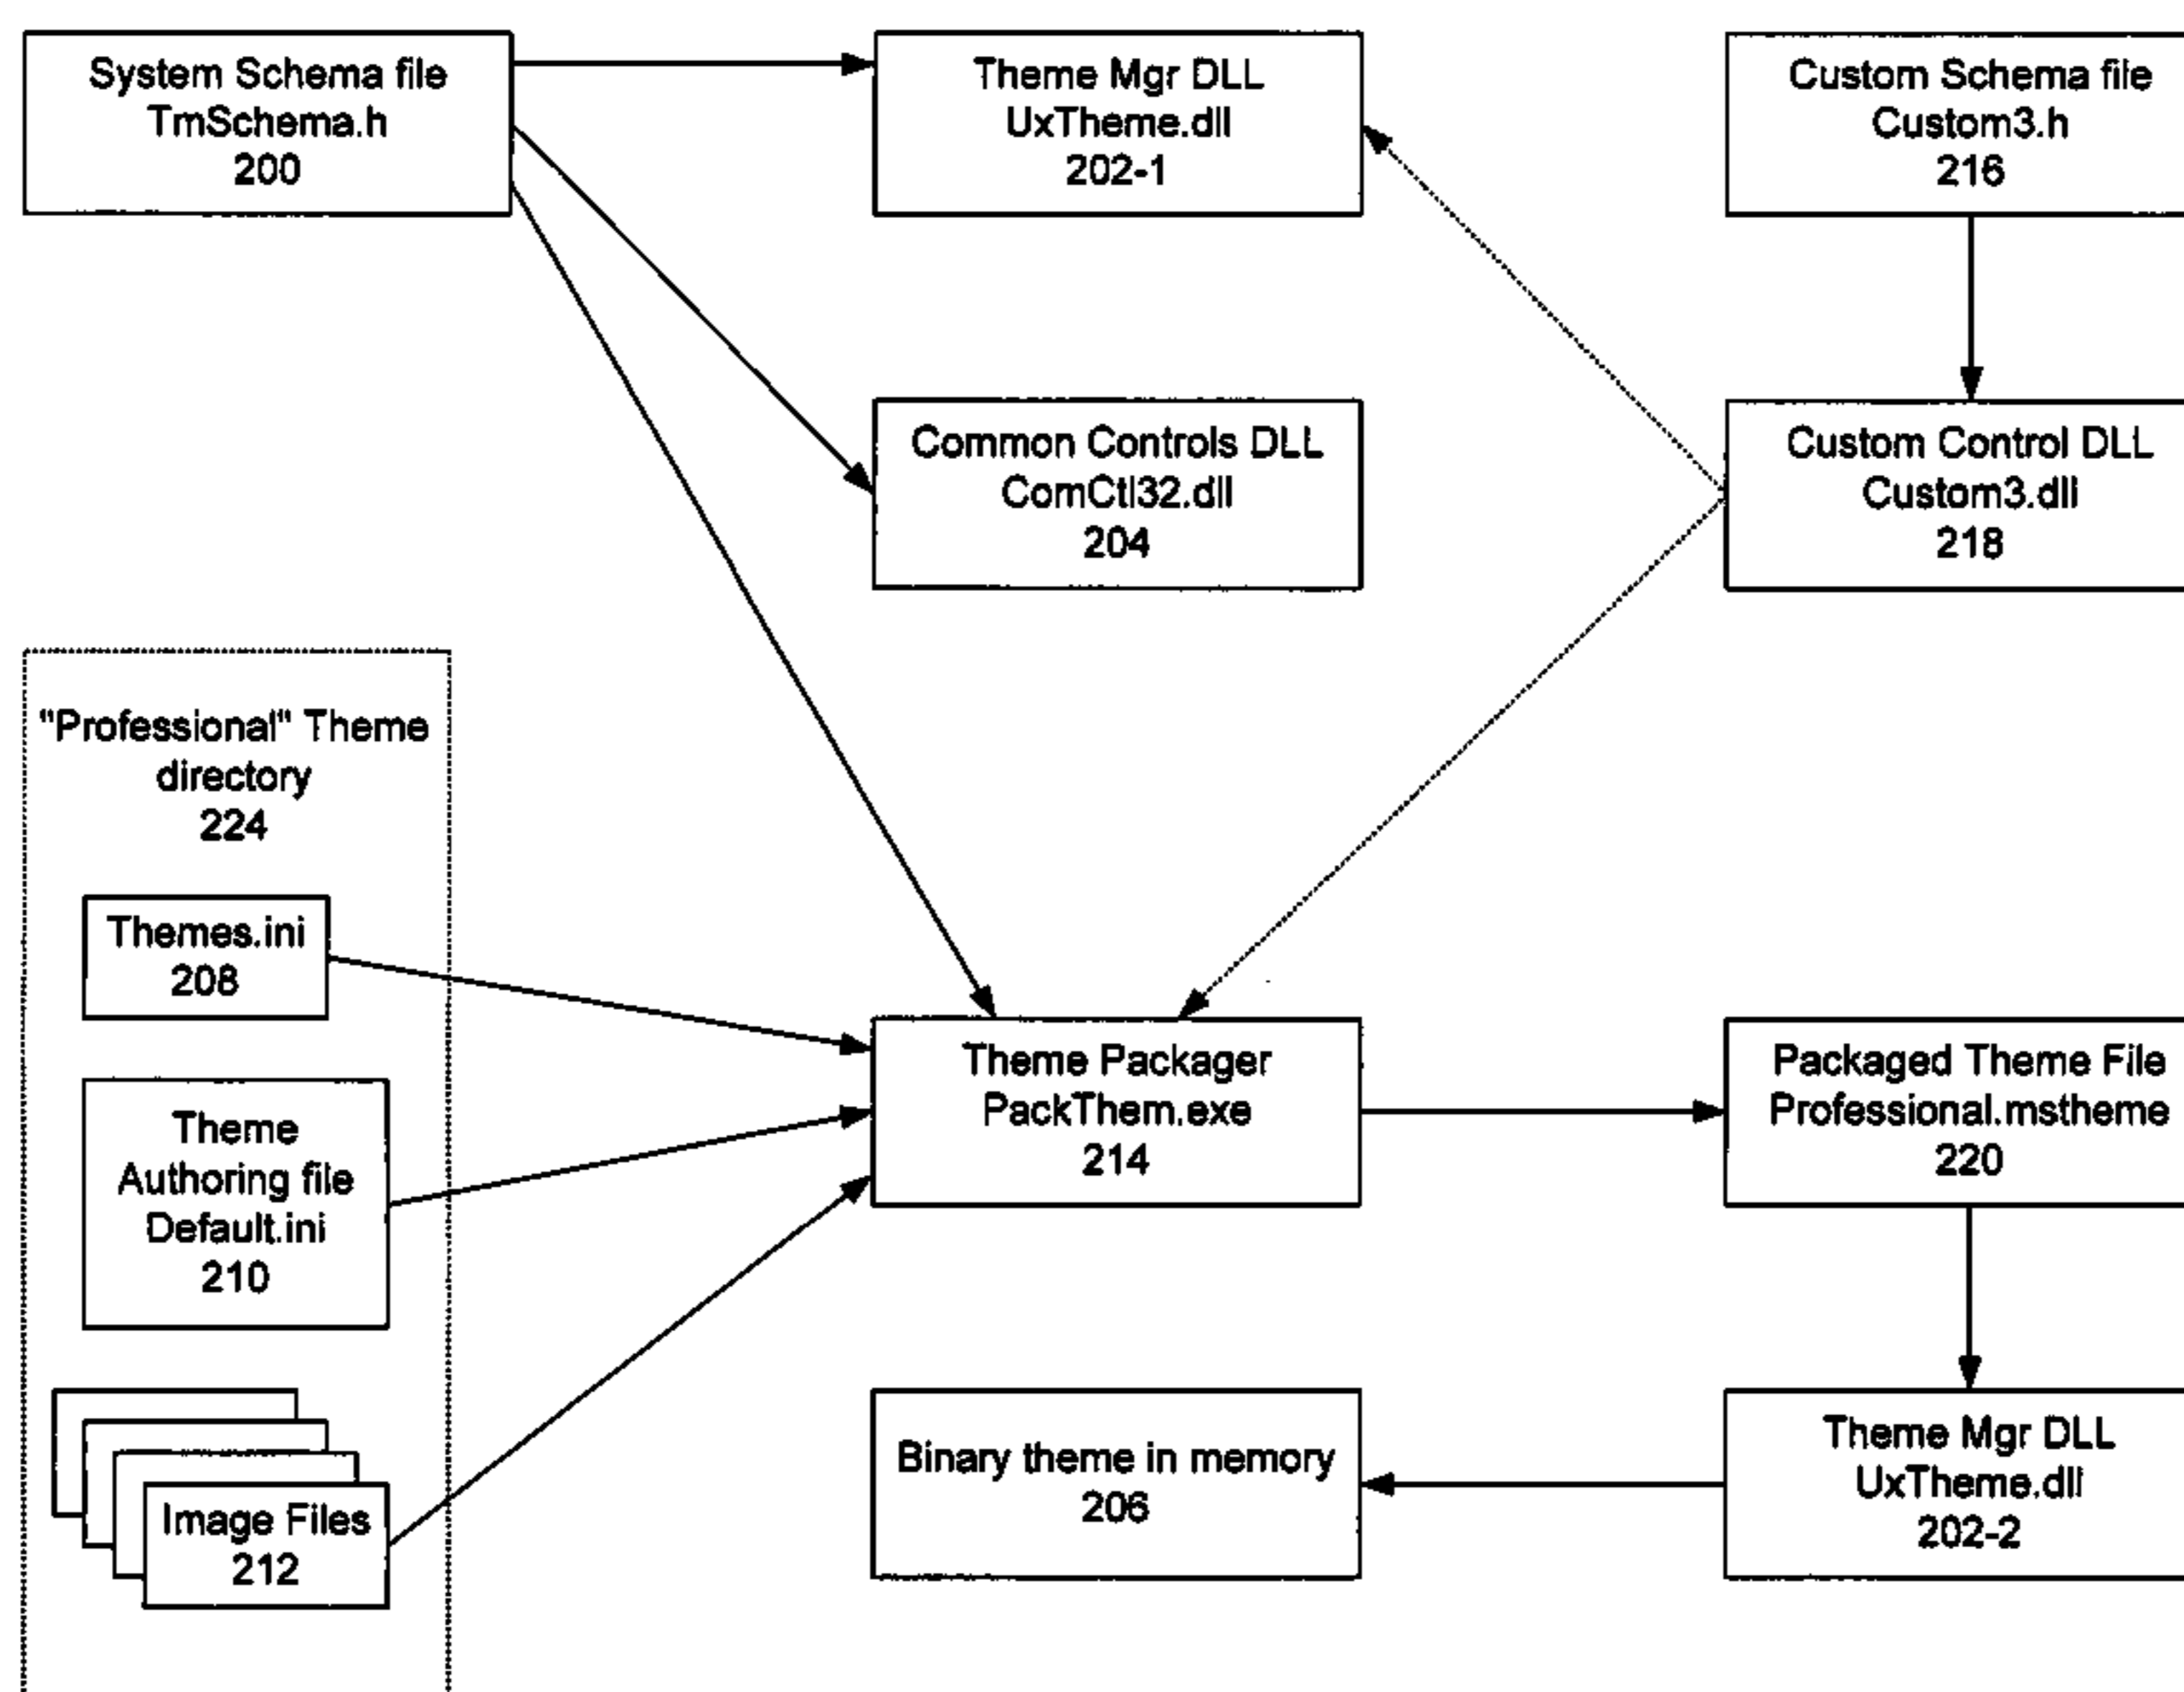 System Schema file
TmSchema.h
200
Theme Mgr DLL
UxTheme.dll
202-1
Custom Schema file
Custom3.h
216
Common Controls DLL
ComCtl32.dll
204
Custom Control DLL
Custom3.dll
218
"Professional" Theme
directory
224
Themes.ini
208
Theme
Authoring file
Default.ini
210
Image Files
212
Theme Packager
PackThem.exe
214
Packaged Theme File
Professional.mstheme
220
Binary theme in memory
206
Theme Mgr DLL
UxTheme.dll
202-2